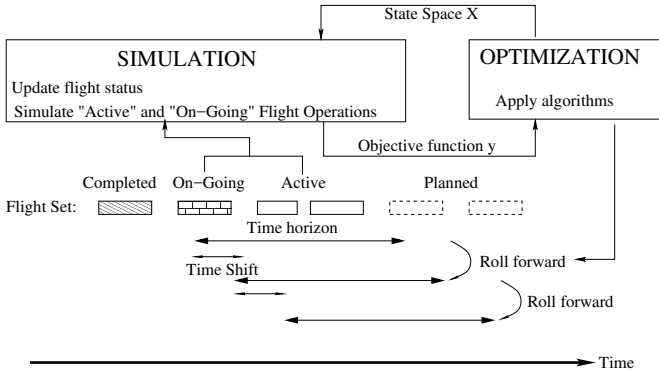 State Space X
SIMULATION
Update flight status
Simulate "Active" and "On−Going" Flight Operations
OPTIMIZATION
Apply algorithms
Objective function y
Completed On−Going Active Planned
Flight Set:
Time horizon
Time Shift
Roll forward
Roll forward
Time